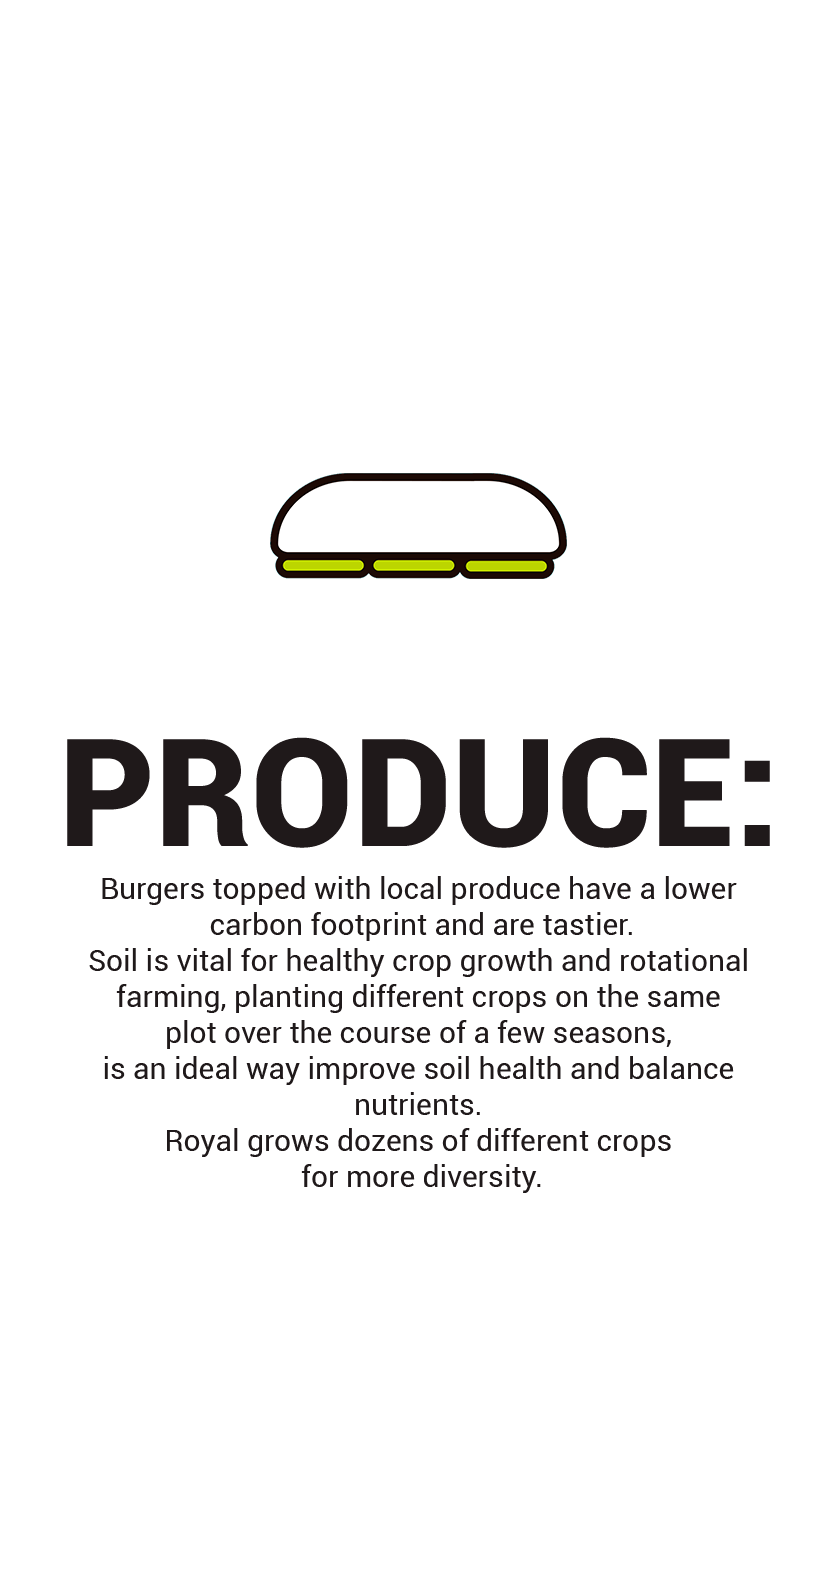 PRODUCE:
Burgers topped with local produce have a lower
carbon footprint and are tastier.
Soil is vital for healthy crop growth and rotational
farming, planting different crops on the same
plot over the course of a few seasons,
is an ideal way improve soil health and balance
nutrients.
Royal grows dozens of different crops
for more diversity.